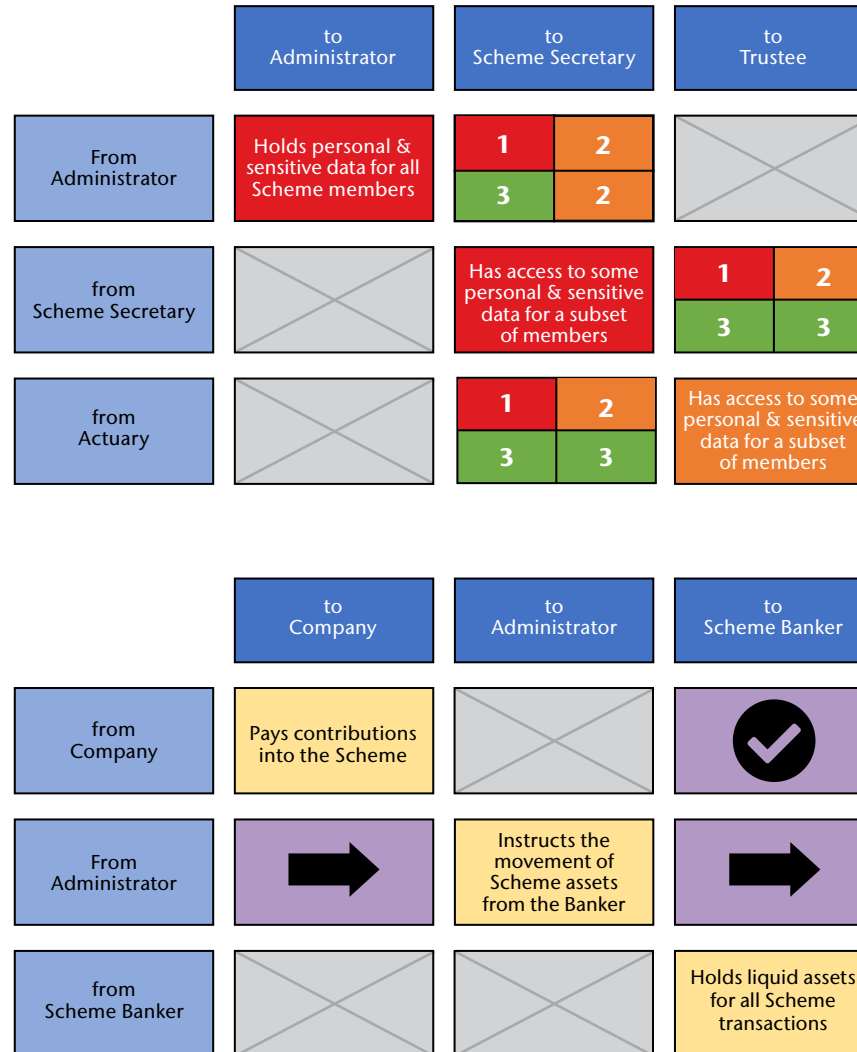 to
Administrator
to
Scheme Secretary
to
Trustee
From
Administrator
Holds personal &
sensitive data for all
Scheme members
1
2
3
2
from
Scheme Secretary
Has access to some
personal & sensitive
data for a subset
of members
1
2
3
3
from
Actuary
1
2
3
3
Has access to some
personal & sensitive
data for a subset
of members
to
Company
to
Administrator
to
Scheme Banker
from
Company
Pays contributions
into the Scheme
From
Administrator
Instructs the
movement of
Scheme assets
from the Banker
from
Scheme Banker
Holds liquid assets
for all Scheme
transactions